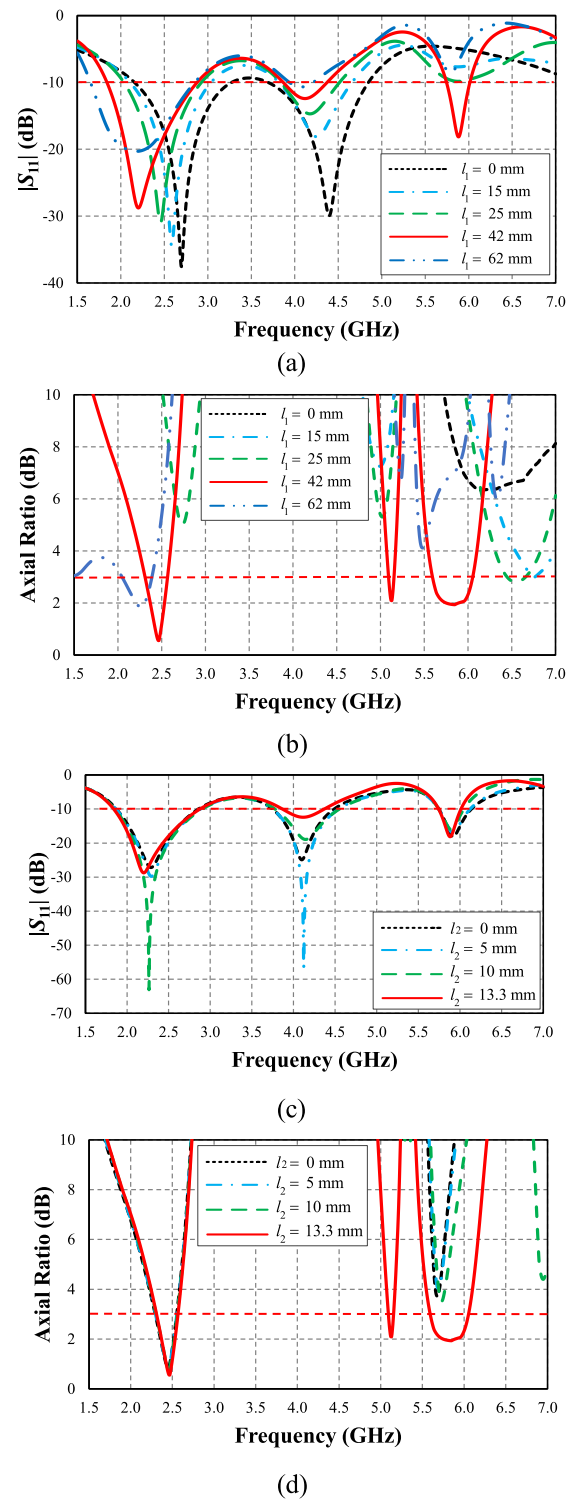 0
-10
-20
-30
-40
|S₁₁| (dB)
l₁ = 0 mm
l₁ = 15 mm
l₁ = 25 mm
l₁ = 42 mm
l₁ = 62 mm
1.5 2.0 2.5 3.0 3.5 4.0 4.5 5.0 5.5 6.0 6.5 7.0
Frequency (GHz)
(a)
10
8
6
4
2
0
Axial Ratio (dB)
l₁ = 0 mm
l₁ = 15 mm
l₁ = 25 mm
l₁ = 42 mm
l₁ = 62 mm
1.5 2.0 2.5 3.0 3.5 4.0 4.5 5.0 5.5 6.0 6.5 7.0
Frequency (GHz)
(b)
0
-10
-20
-30
-40
-50
-60
-70
|S₁₁| (dB)
l₂ = 0 mm
l₂ = 5 mm
l₂ = 10 mm
l₂ = 13.3 mm
1.5 2.0 2.5 3.0 3.5 4.0 4.5 5.0 5.5 6.0 6.5 7.0
Frequency (GHz)
(c)
10
8
6
4
2
0
Axial Ratio (dB)
l₂ = 0 mm
l₂ = 5 mm
l₂ = 10 mm
l₂ = 13.3 mm
1.5 2.0 2.5 3.0 3.5 4.0 4.5 5.0 5.5 6.0 6.5 7.0
Frequency (GHz)
(d)